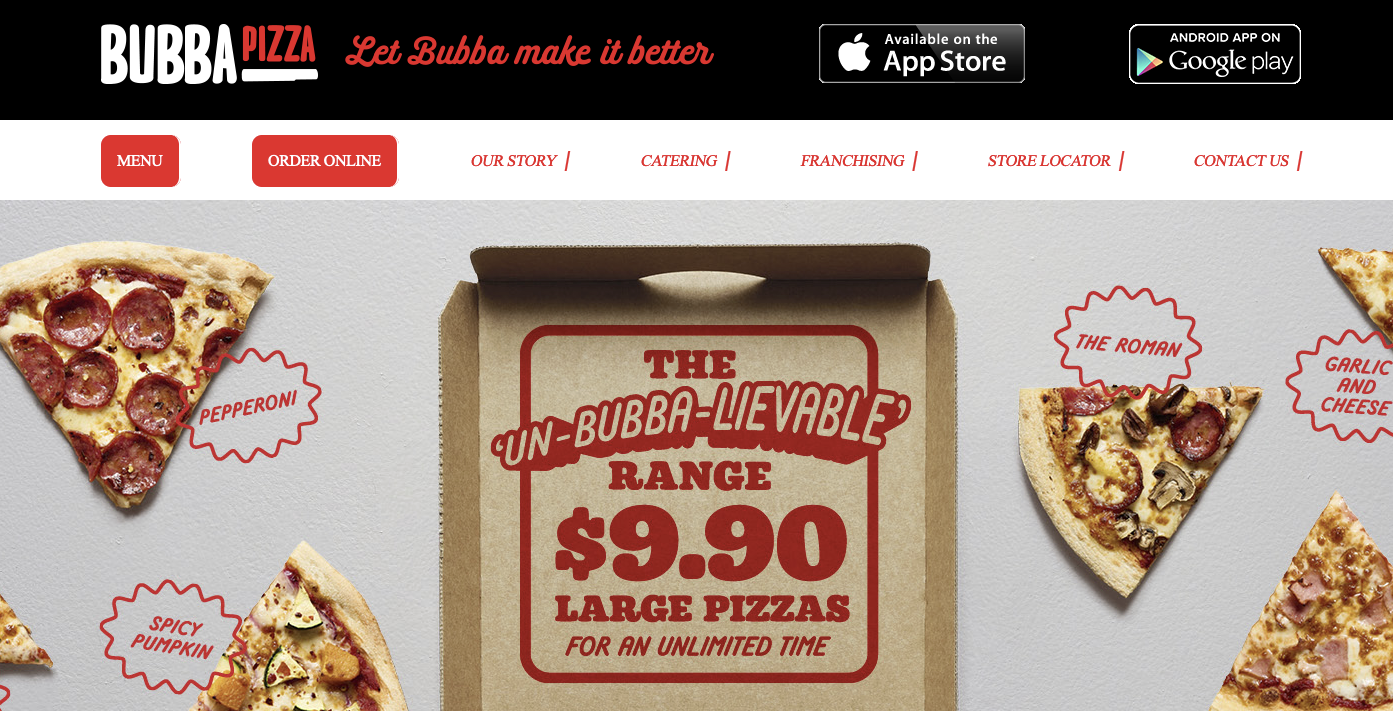 BUBBA PIZZA
Let Bubba make it better
Available on the
App Store
ANDROID APP ON
Google play
MENU
ORDER ONLINE
OUR STORY
CATERING
FRANCHISING
STORE LOCATOR
CONTACT US
PEPPERONI
SPICY
PUMPKIN
THE
'UN-BUBBA-LIEVABLE'
RANGE
$9.90
LARGE PIZZAS
FOR AN UNLIMITED TIME
THE ROMAN
GARLIC
AND
CHEESE